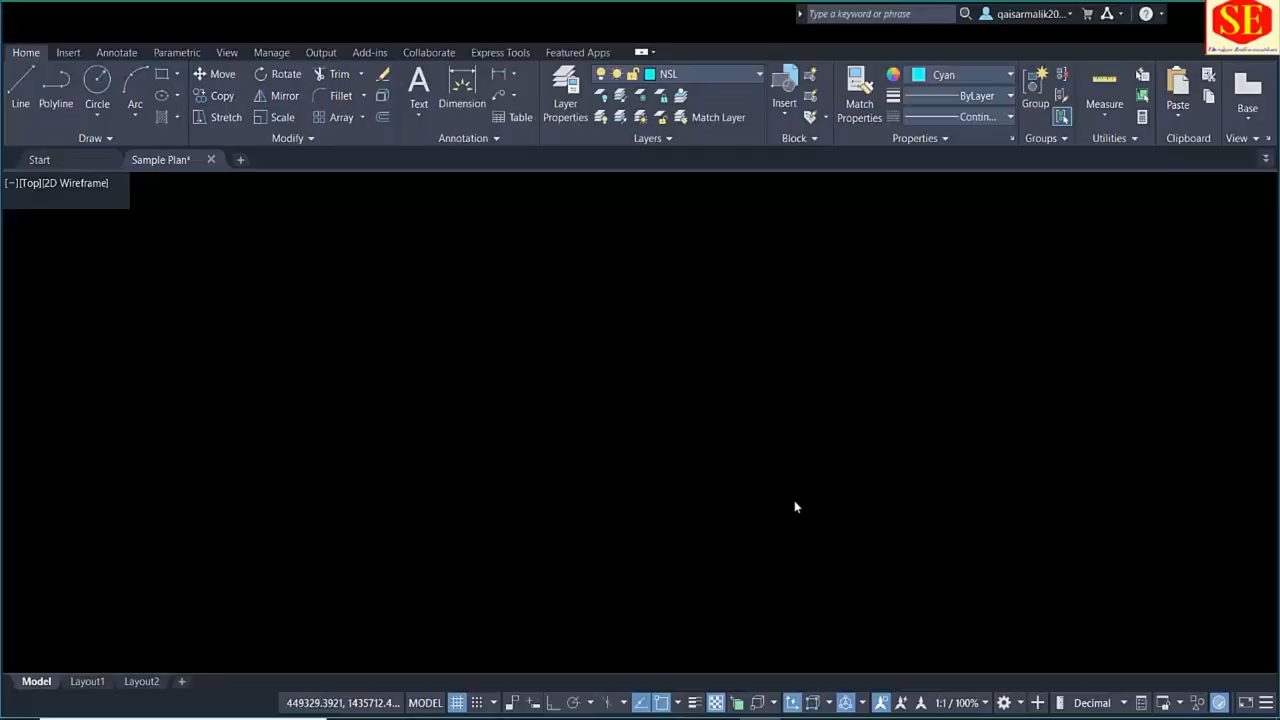 Type a keyword or phrase
qaisarmalik20...
SE
Home Insert Annotate Parametric View Manage Output Add-ins Collaborate Express Tools Featured Apps
Line Polyline Circle Arc
Move Rotate Trim
Copy Mirror Fillet
Stretch Scale Array
Text Dimension
Table
Layer Properties
NSL
Match Layer
Insert
Match Properties
Cyan
ByLayer
Contin...
Group
Measure
Paste
Base
Draw Modify Annotation Layers Block Properties Groups Utilities Clipboard View
Start Sample Plan*
[−][Top][2D Wireframe]
Model Layout1 Layout2
449329.3921, 1435712.4... MODEL 1:1 / 100% Decimal